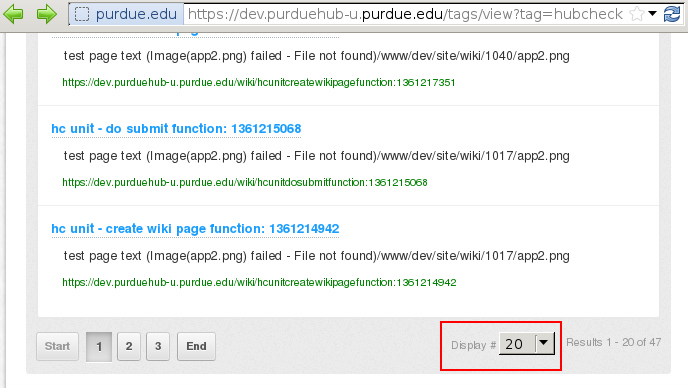 purdue.edu https://dev.purduehub-u.purdue.edu/tags/view?tag=hubcheck
test page text (Image(app2.png) failed - File not found)/www/dev/site/wiki/1040/app2.png
https://dev.purduehub-u.purdue.edu/wiki/hcunitcreatewikipagefunction:1361217351
hc unit - do submit function: 1361215068
test page text (Image(app2.png) failed - File not found)/www/dev/site/wiki/1017/app2.png
https://dev.purduehub-u.purdue.edu/wiki/hcunitdosubmitfunction:1361215068
hc unit - create wiki page function: 1361214942
test page text (Image(app2.png) failed - File not found)/www/dev/site/wiki/1017/app2.png
https://dev.purduehub-u.purdue.edu/wiki/hcunitcreatewikipagefunction:1361214942
Start 1 2 3 End Display # 20 Results 1 - 20 of 47